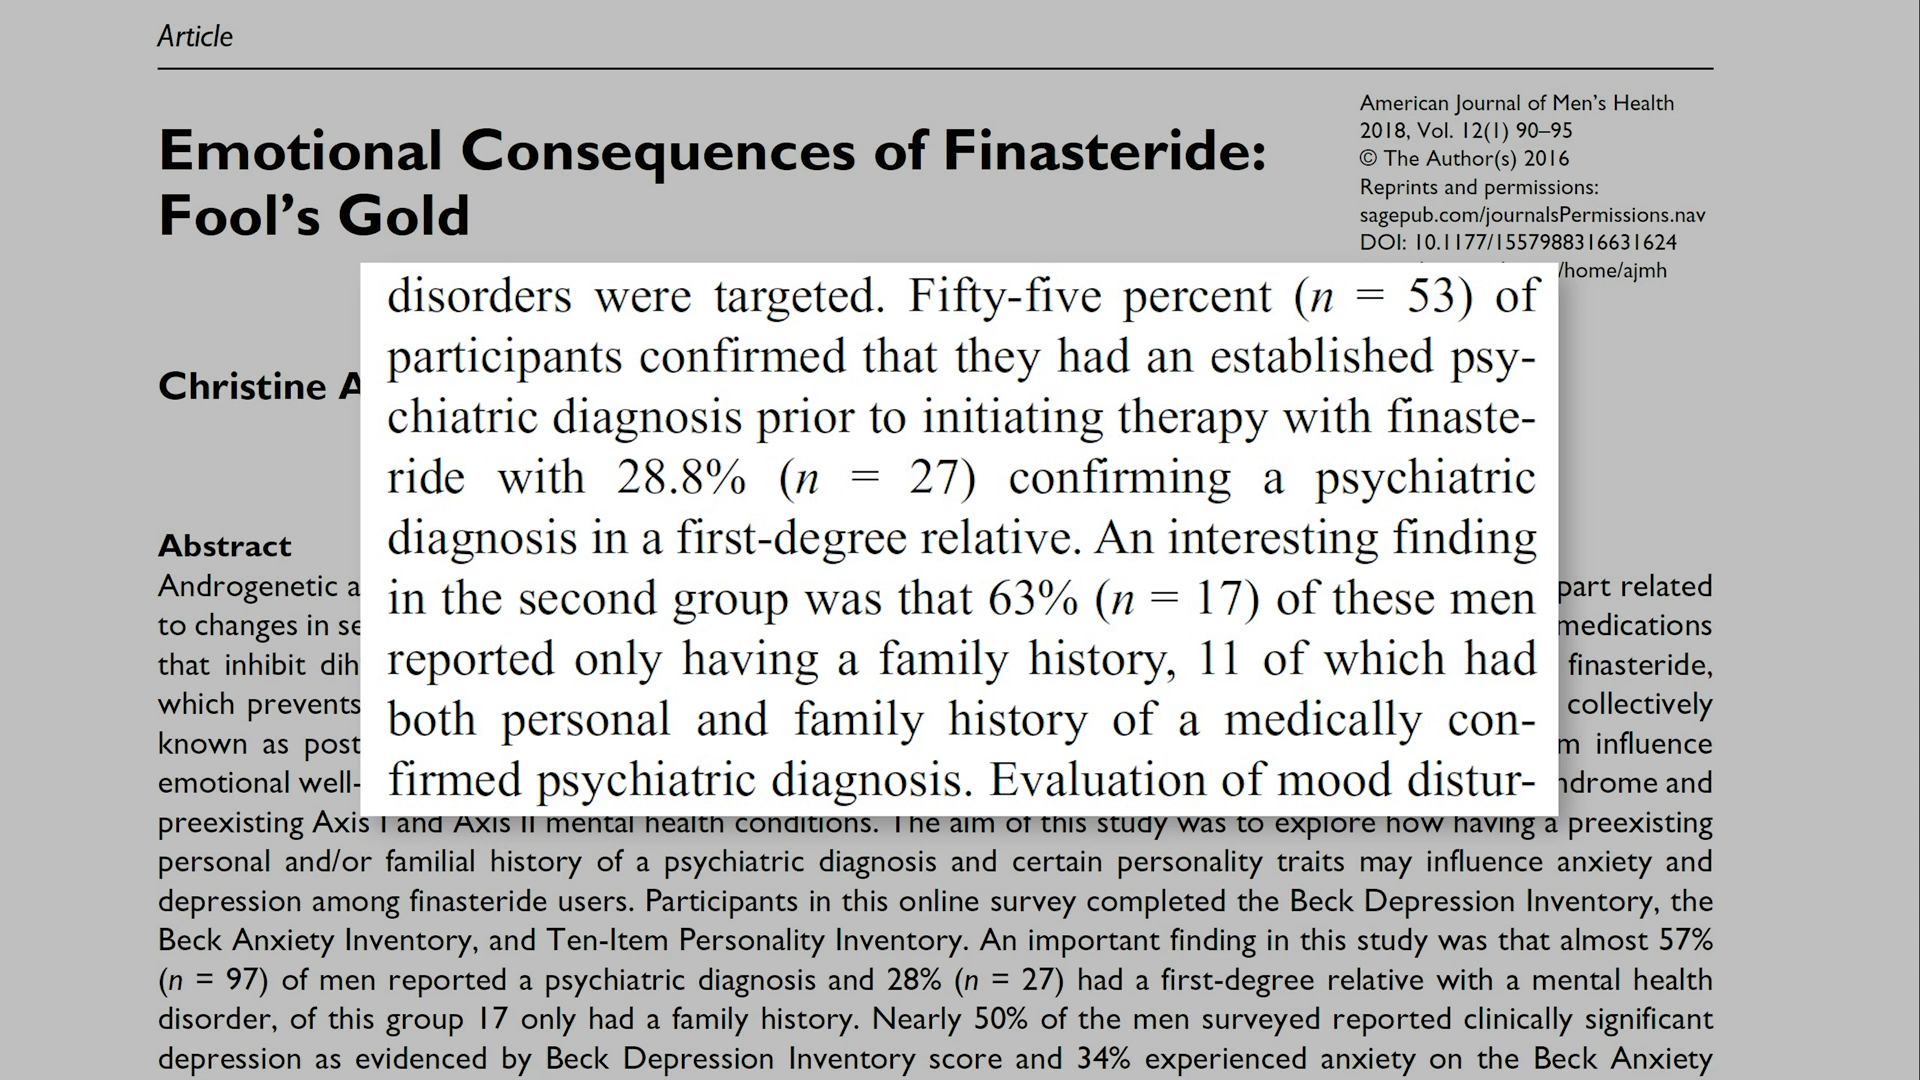 Article
American Journal of Men's Health
2018, Vol. 12(1) 90–95
© The Author(s) 2016
Reprints and permissions:
sagepub.com/journalsPermissions.nav
DOI: 10.1177/1557988316631624
/home/ajmh
Emotional Consequences of Finasteride:
Fool's Gold
Christine A
disorders were targeted. Fifty-five percent (n = 53) of
participants confirmed that they had an established psy-
chiatric diagnosis prior to initiating therapy with finaste-
ride with 28.8% (n = 27) confirming a psychiatric
diagnosis in a first-degree relative. An interesting finding
in the second group was that 63% (n = 17) of these men
reported only having a family history, 11 of which had
both personal and family history of a medically con-
firmed psychiatric diagnosis. Evaluation of mood distur-
Abstract
Androgenetic a part related
to changes in se medications
that inhibit dih finasteride,
which prevents collectively
known as post m influence
emotional well- ndrome and
preexisting Axis I and Axis II mental health conditions. The aim of this study was to explore how having a preexisting
personal and/or familial history of a psychiatric diagnosis and certain personality traits may influence anxiety and
depression among finasteride users. Participants in this online survey completed the Beck Depression Inventory, the
Beck Anxiety Inventory, and Ten-Item Personality Inventory. An important finding in this study was that almost 57%
(n = 97) of men reported a psychiatric diagnosis and 28% (n = 27) had a first-degree relative with a mental health
disorder, of this group 17 only had a family history. Nearly 50% of the men surveyed reported clinically significant
depression as evidenced by Beck Depression Inventory score and 34% experienced anxiety on the Beck Anxiety